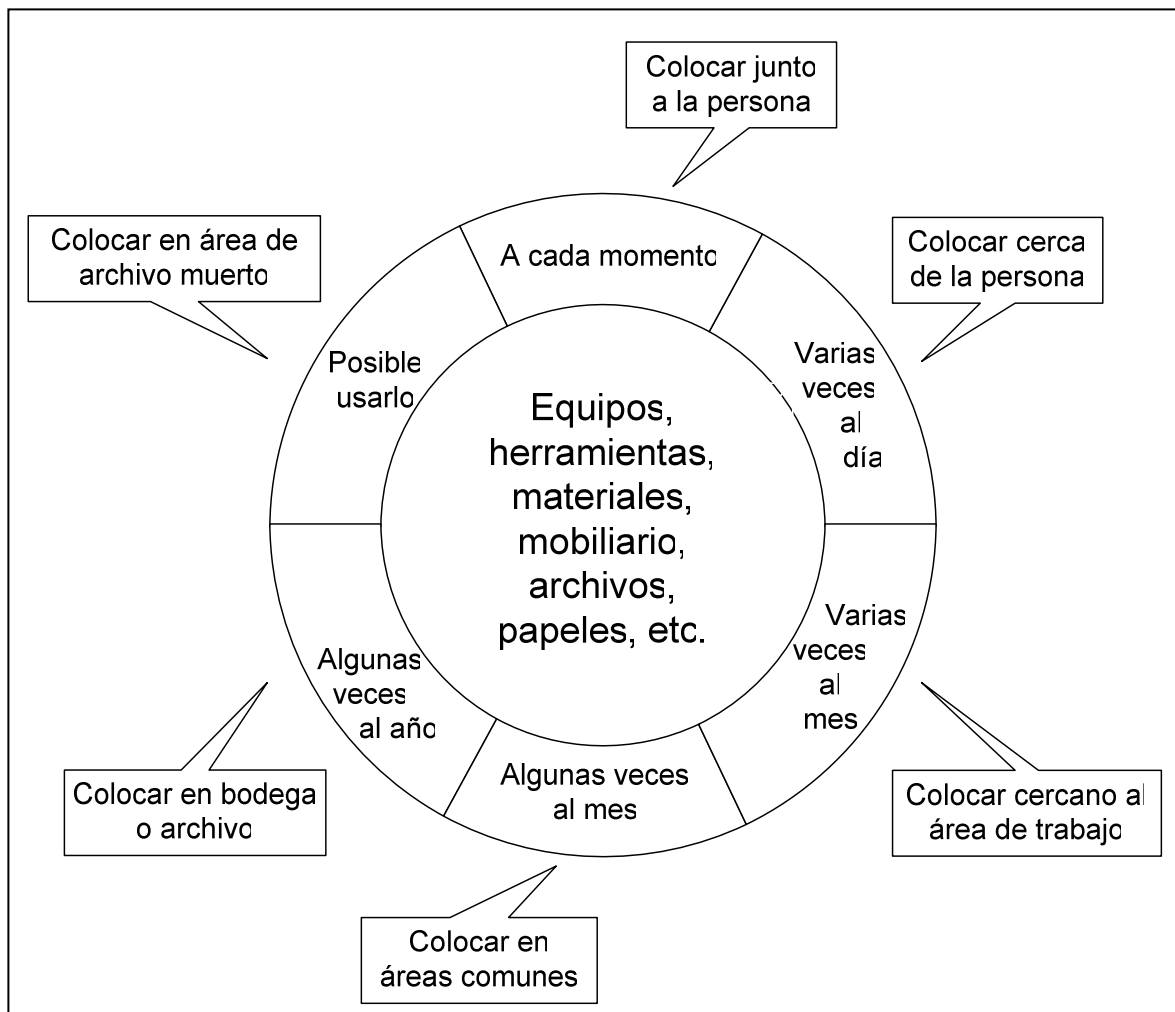 Colocar junto
a la persona
Colocar en área de
archivo muerto
A cada momento
Colocar cerca
de la persona
Posible
usarlo
Varias
veces
al
día
Equipos,
herramientas,
materiales,
mobiliario,
archivos,
papeles, etc.
Varias
veces
al
mes
Algunas
veces
al año
Algunas veces
al mes
Colocar en bodega
o archivo
Colocar cercano al
área de trabajo
Colocar en
áreas comunes